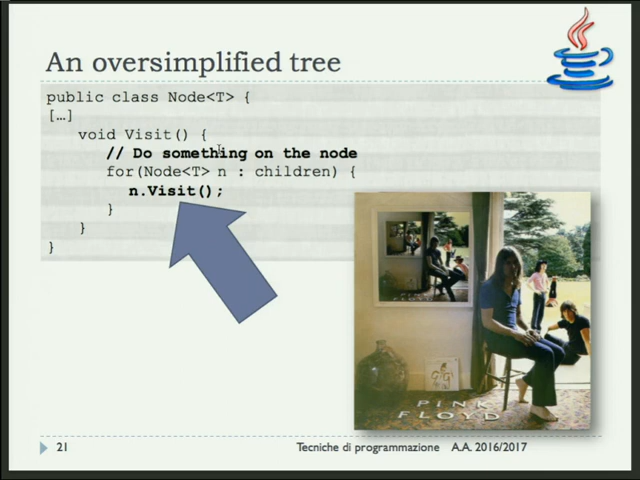 An oversimplified tree
public class Node<T> {
[…]
void Visit() {
// Do something on the node
for(Node<T> n : children) {
n.Visit();
}
}
}
PINK
FLOYD
21
Tecniche di programmazione A.A. 2016/2017